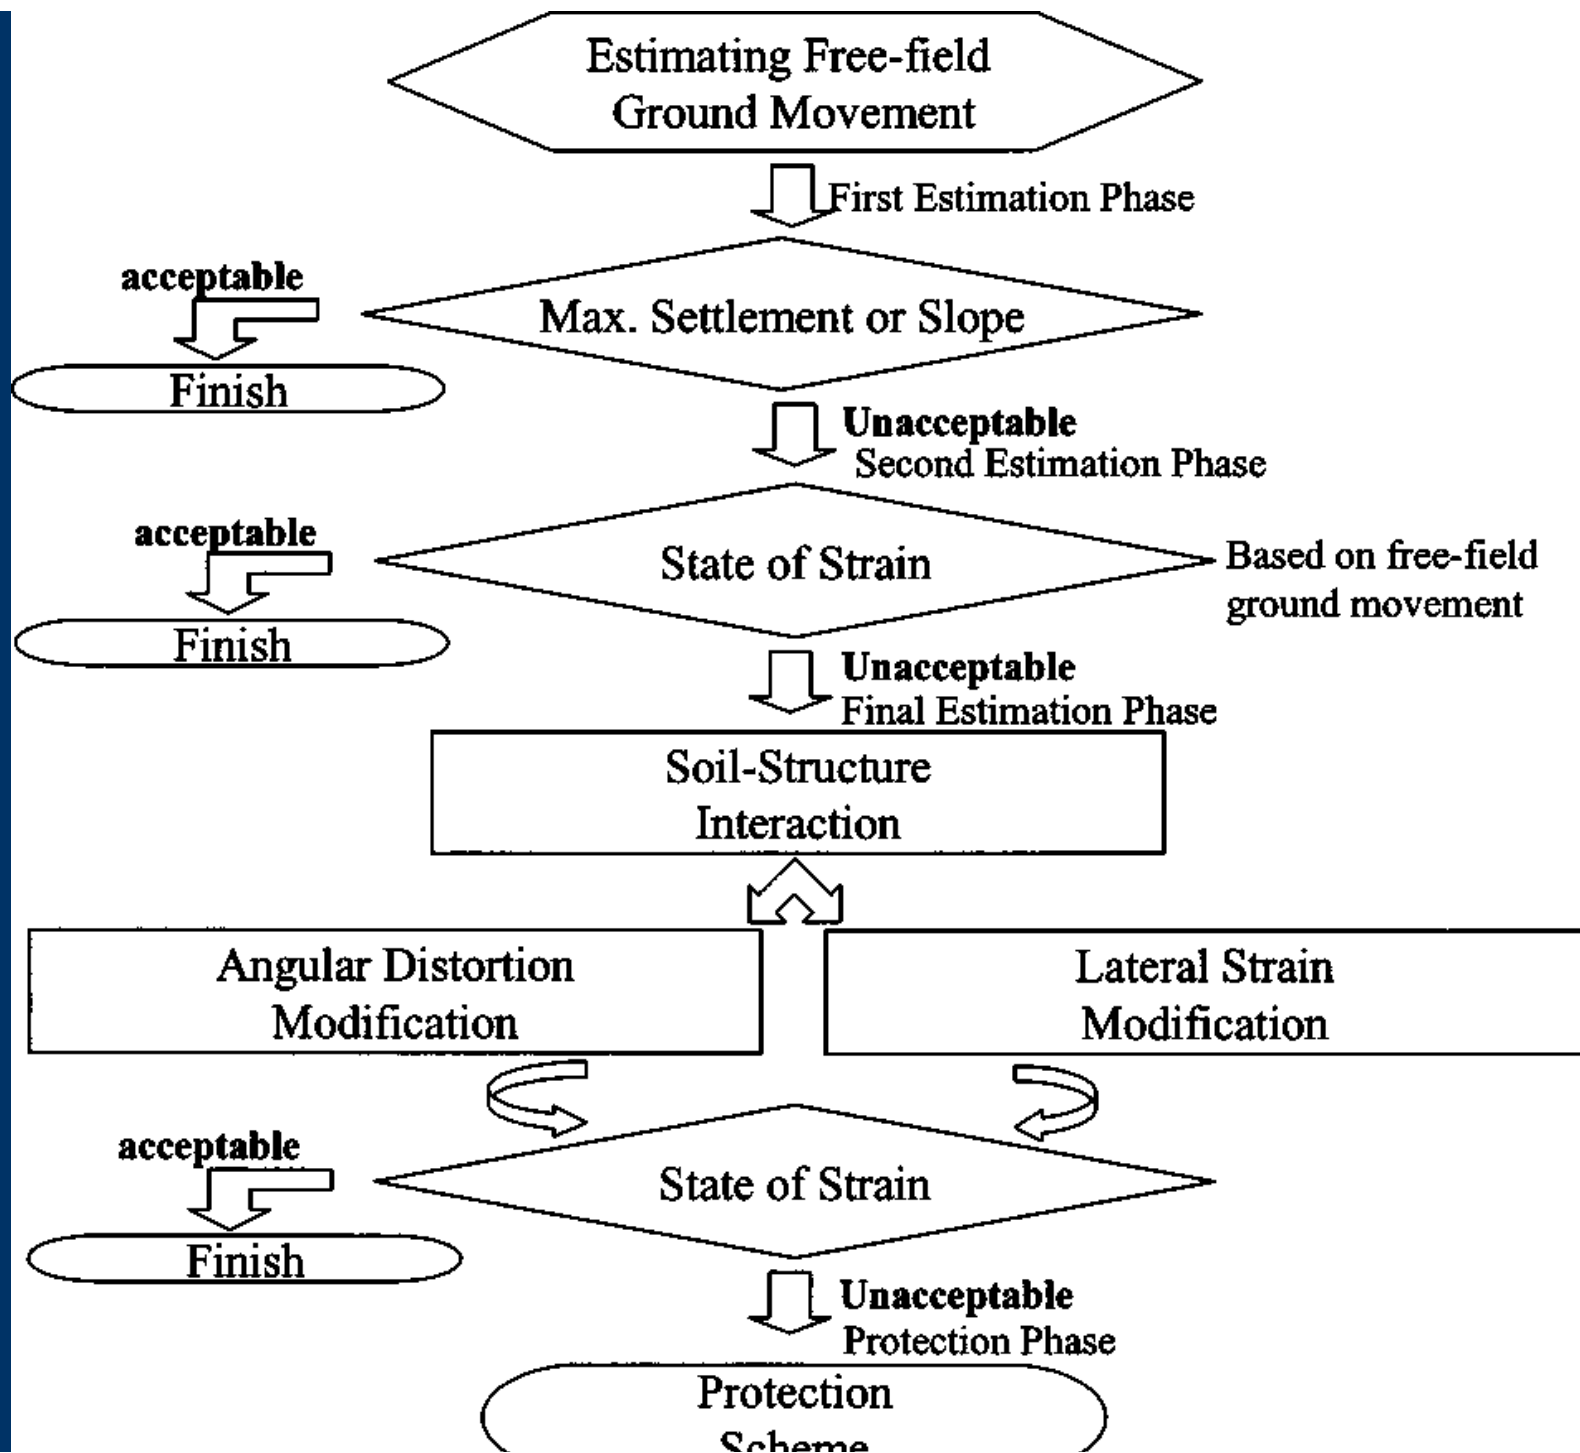 Estimating Free-field
Ground Movement
First Estimation Phase
acceptable
Max. Settlement or Slope
Finish
Unacceptable
Second Estimation Phase
acceptable
State of Strain
Based on free-field
ground movement
Finish
Unacceptable
Final Estimation Phase
Soil-Structure
Interaction
Angular Distortion
Modification
Lateral Strain
Modification
acceptable
State of Strain
Finish
Unacceptable
Protection Phase
Protection
Scheme